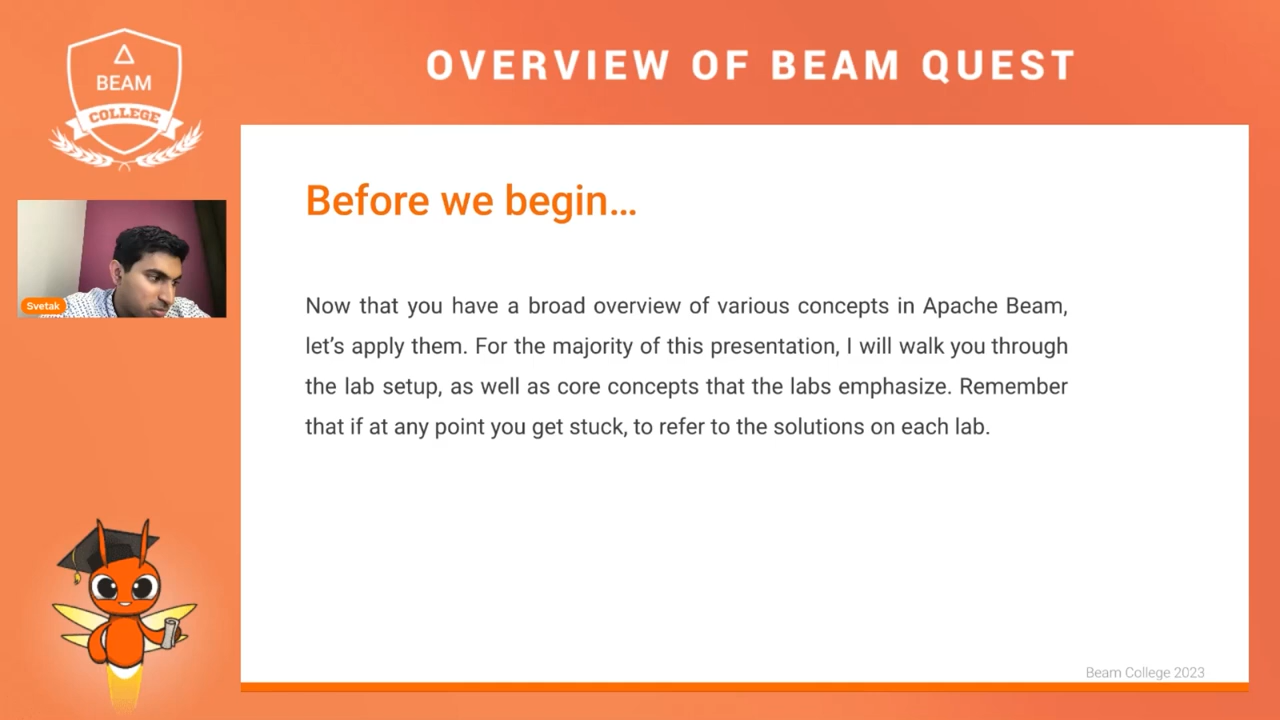 OVERVIEW OF BEAM QUEST
BEAM
COLLEGE
Before we begin...
Svetak
Now that you have a broad overview of various concepts in Apache Beam,
let's apply them. For the majority of this presentation, I will walk you through
the lab setup, as well as core concepts that the labs emphasize. Remember
that if at any point you get stuck, to refer to the solutions on each lab.
Beam College 2023